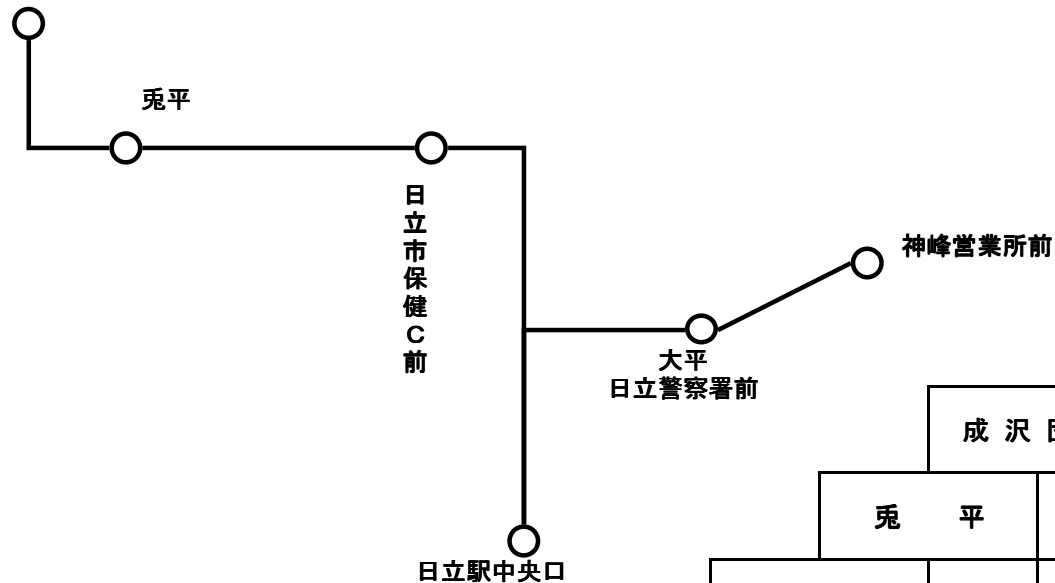 兎平
日立市保健C前
神峰営業所前
大平
日立警察署前
成沢
兎平
日立駅中央口